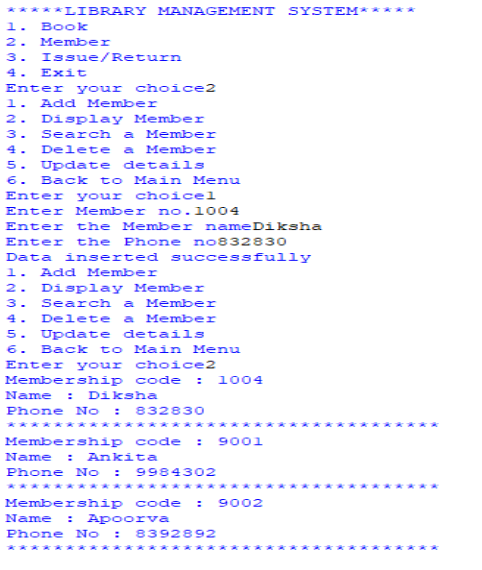 *****LIBRARY MANAGEMENT SYSTEM*****
1. Book
2. Member
3. Issue/Return
4. Exit
Enter your choice2
1. Add Member
2. Display Member
3. Search a Member
4. Delete a Member
5. Update details
6. Back to Main Menu
Enter your choice1
Enter Member no.1004
Enter the Member nameDiksha
Enter the Phone no832830
Data inserted successfully
1. Add Member
2. Display Member
3. Search a Member
4. Delete a Member
5. Update details
6. Back to Main Menu
Enter your choice2
Membership code : 1004
Name : Diksha
Phone No : 832830
************************************
Membership code : 9001
Name : Ankita
Phone No : 9984302
************************************
Membership code : 9002
Name : Apoorva
Phone No : 8392892
************************************